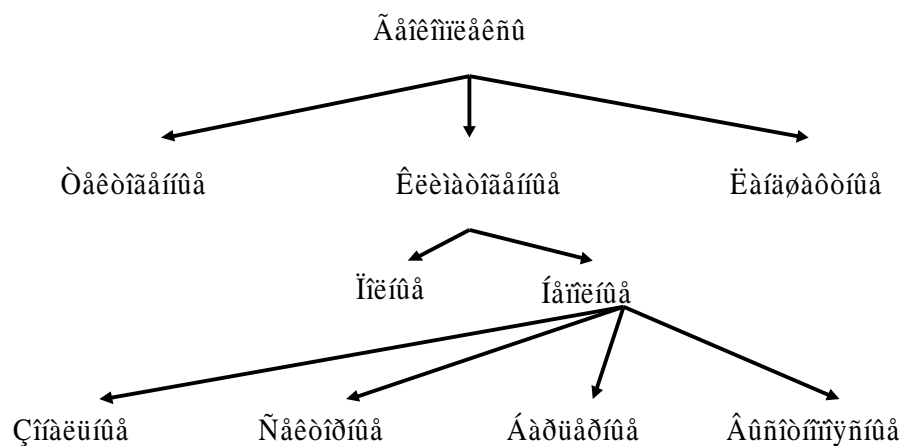 Ãåîêîìïëåêñû
Òåêòîãåííûå Êëèìàòîãåííûå Ëàíäøàôòíûå
Ïîëíûå Íåïîëíûå
Çîíàëüíûå Ñåêòîðíûå Áàðüåðíûå Âûñîòíîïîÿñíûå